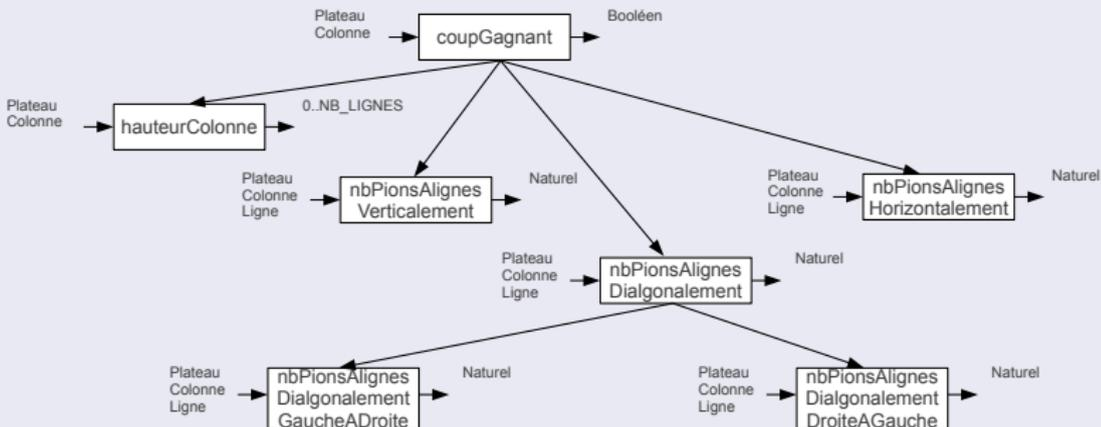 Plateau
Colonne
coupGagnant
Booléen
Plateau
Colonne
hauteurColonne
0..NB_LIGNES
Plateau
Colonne
Ligne
nbPionsAlignes
Verticalement
Naturel
Plateau
Colonne
Ligne
nbPionsAlignes
Horizontalement
Naturel
Plateau
Colonne
Ligne
nbPionsAlignes
Dialgonalement
Naturel
Plateau
Colonne
Ligne
nbPionsAlignes
Dialgonalement
GaucheADroite
Naturel
Plateau
Colonne
Ligne
nbPionsAlignes
Dialgonalement
DroiteAGauche
Naturel